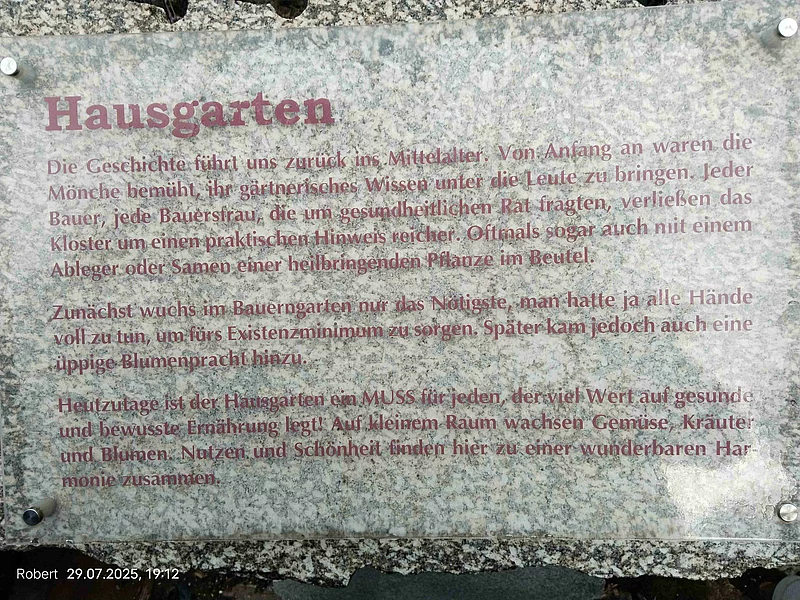 Hausgarten
Die Geschichte führt uns zurück ins Mittelalter. Von Anfang an waren die
Mönche bemüht, ihr gärtnerisches Wissen unter die Leute zu bringen. Jeder
Bauer, jede Bauersfrau, die um gesundheitlichen Rat fragten, verließen das
Kloster um einen praktischen Hinweis reicher. Oftmals sogar auch mit einem
Ableger oder Samen einer heilbringenden Pflanze im Beutel.
Zunächst wuchs im Bauerngarten nur das Nötigste, man hatte ja alle Hände
voll zu tun, um fürs Existenzminimum zu sorgen. Später kam jedoch auch eine
üppige Blumenpracht hinzu.
Heutzutage ist der Hausgarten ein MUSS für jeden, der viel Wert auf gesunde
und bewusste Ernährung legt! Auf kleinem Raum wachsen Gemüse, Kräuter
und Blumen. Nutzen und Schönheit finden hier zu einer wunderbaren Har-
monie zusammen.
Robert 29.07.2025, 19:12